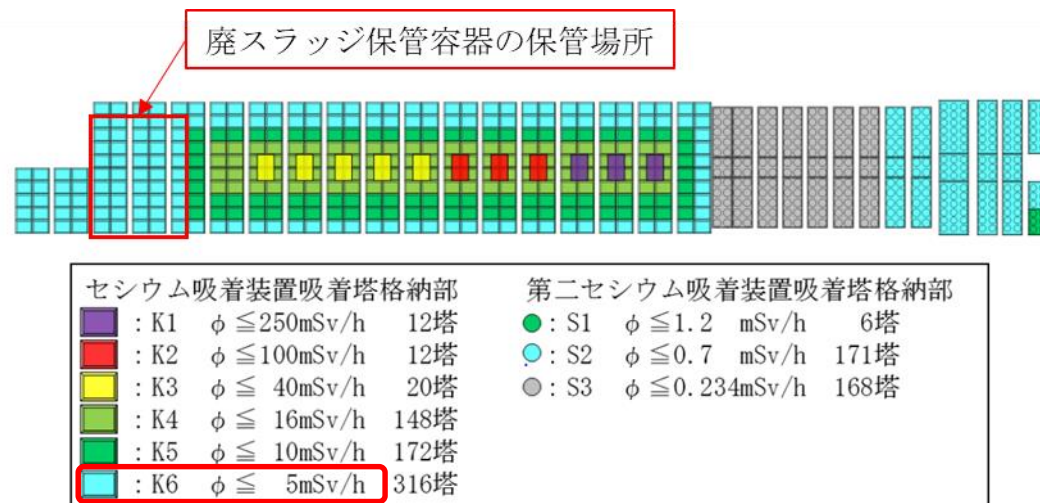 廃スラッジ保管容器の保管場所
セシウム吸着装置吸着塔格納部
: K1 φ≦250mSv/h 12塔
: K2 φ≦100mSv/h 12塔
: K3 φ≦ 40mSv/h 20塔
: K4 φ≦ 16mSv/h 148塔
: K5 φ≦ 10mSv/h 172塔
: K6 φ≦ 5mSv/h 316塔
第二セシウム吸着装置吸着塔格納部
: S1 φ≦1.2 mSv/h 6塔
: S2 φ≦0.7 mSv/h 171塔
: S3 φ≦0.234mSv/h 168塔